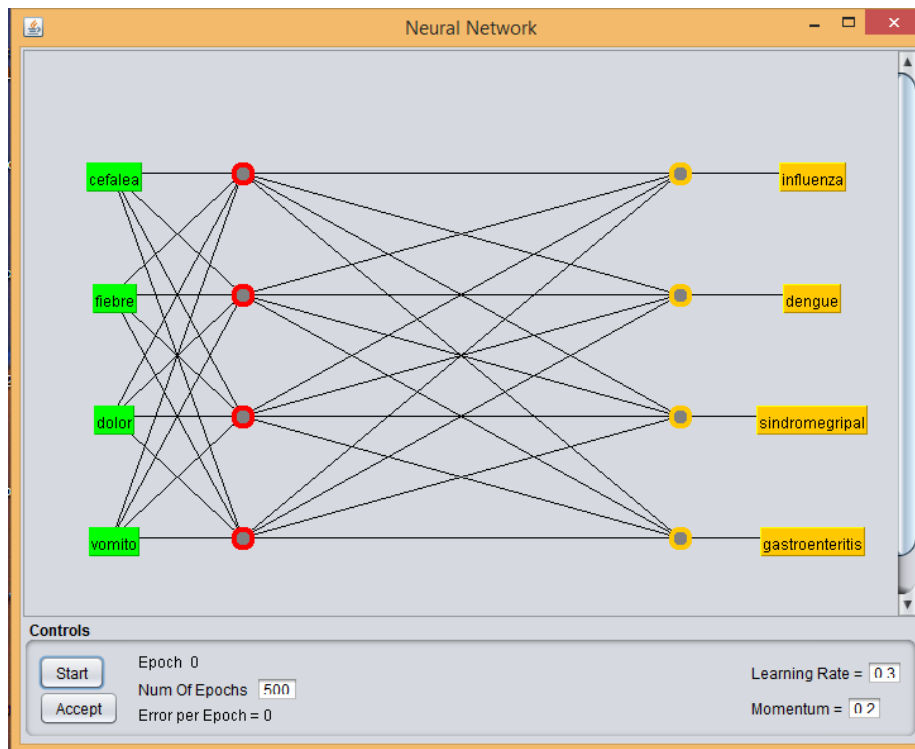 Neural Network
cefalea
influenza
fiebre
dengue
dolor
sindromegripal
vomito
gastroenteritis
Controls
Start
Accept
Epoch 0
Num Of Epochs 500
Error per Epoch = 0
Learning Rate = 0.3
Momentum = 0.2